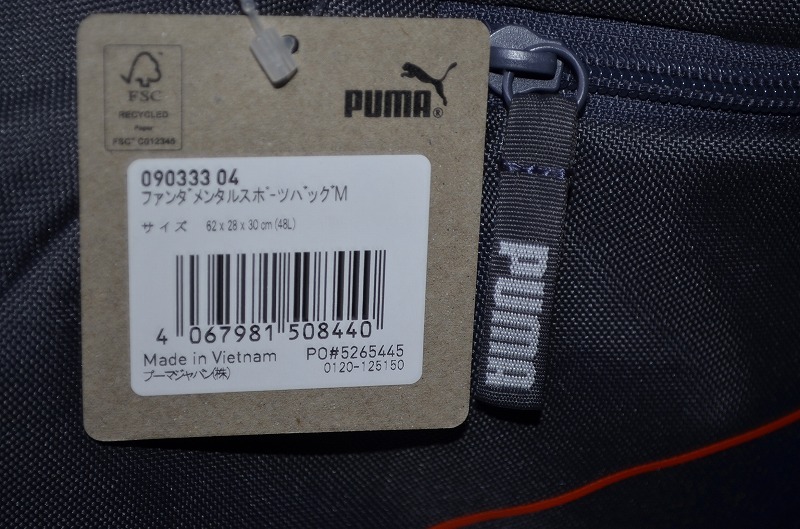 FSC
RECYCLED
Paper
FSC® C012345
PUMA®
090333 04
ファンダメンタルスポーツバッグM
サイズ 62 x 28 x 30 cm (48L)
4 067981 508440
Made in Vietnam PO#5265445
プーマジャパン(株) 0120-125150
PUMA